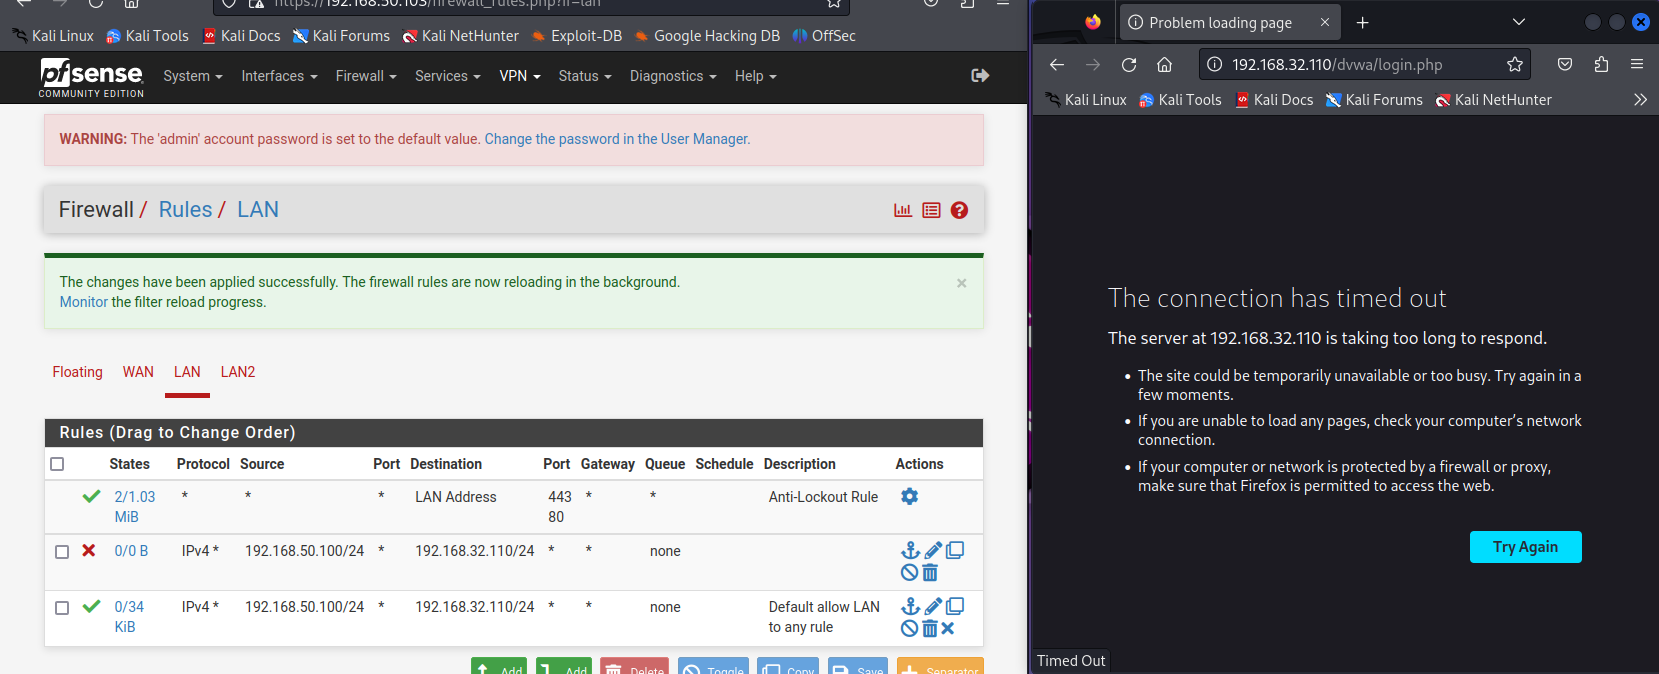 https://192.168.50.103/firewall_rules.php?if=lan
Kali Linux Kali Tools Kali Docs Kali Forums Kali NetHunter Exploit-DB Google Hacking DB OffSec
pfsense
COMMUNITY EDITION
System Interfaces Firewall Services VPN Status Diagnostics Help
WARNING: The 'admin' account password is set to the default value. Change the password in the User Manager.
Firewall / Rules / LAN
The changes have been applied successfully. The firewall rules are now reloading in the background.
Monitor the filter reload progress.
Floating WAN LAN LAN2
Rules (Drag to Change Order)
States Protocol Source Port Destination Port Gateway Queue Schedule Description Actions
2/1.03 * * * LAN Address 443 * * Anti-Lockout Rule
MiB 80
0/0 B IPv4 * 192.168.50.100/24 * 192.168.32.110/24 * * none
0/34 IPv4 * 192.168.50.100/24 * 192.168.32.110/24 * * none Default allow LAN
KiB to any rule
Add Add Delete Toggle Copy Save Separator
Problem loading page
192.168.32.110/dvwa/login.php
Kali Linux Kali Tools Kali Docs Kali Forums Kali NetHunter
The connection has timed out
The server at 192.168.32.110 is taking too long to respond.
• The site could be temporarily unavailable or too busy. Try again in a
few moments.
• If you are unable to load any pages, check your computer's network
connection.
• If your computer or network is protected by a firewall or proxy,
make sure that Firefox is permitted to access the web.
Try Again
Timed Out